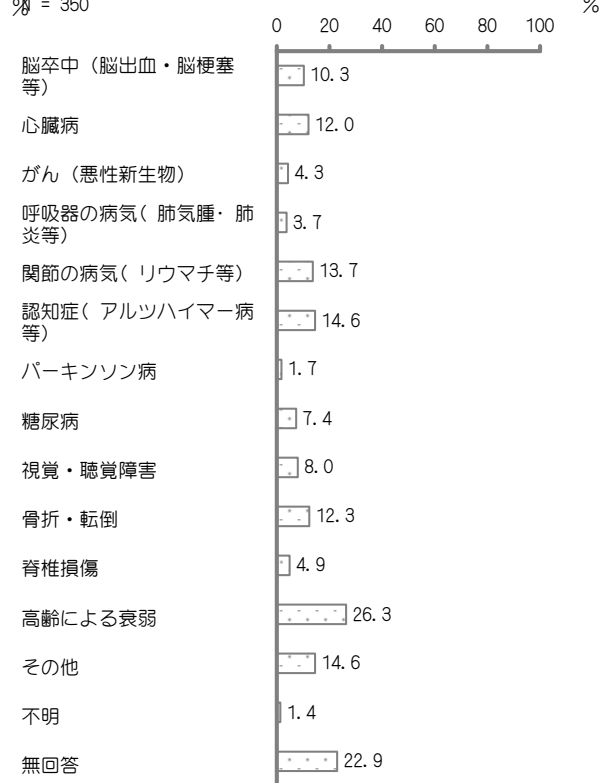 % N = 350 %
0 20 40 60 80 100
脳卒中（脳出血・脳梗塞
等） 10.3
心臓病 12.0
がん（悪性新生物） 4.3
呼吸器の病気( 肺気腫・ 肺
炎等） 3.7
関節の病気( リウマチ等） 13.7
認知症( アルツハイマー病
等） 14.6
パーキンソン病 1.7
糖尿病 7.4
視覚・聴覚障害 8.0
骨折・転倒 12.3
脊椎損傷 4.9
高齢による衰弱 26.3
その他 14.6
不明 1.4
無回答 22.9